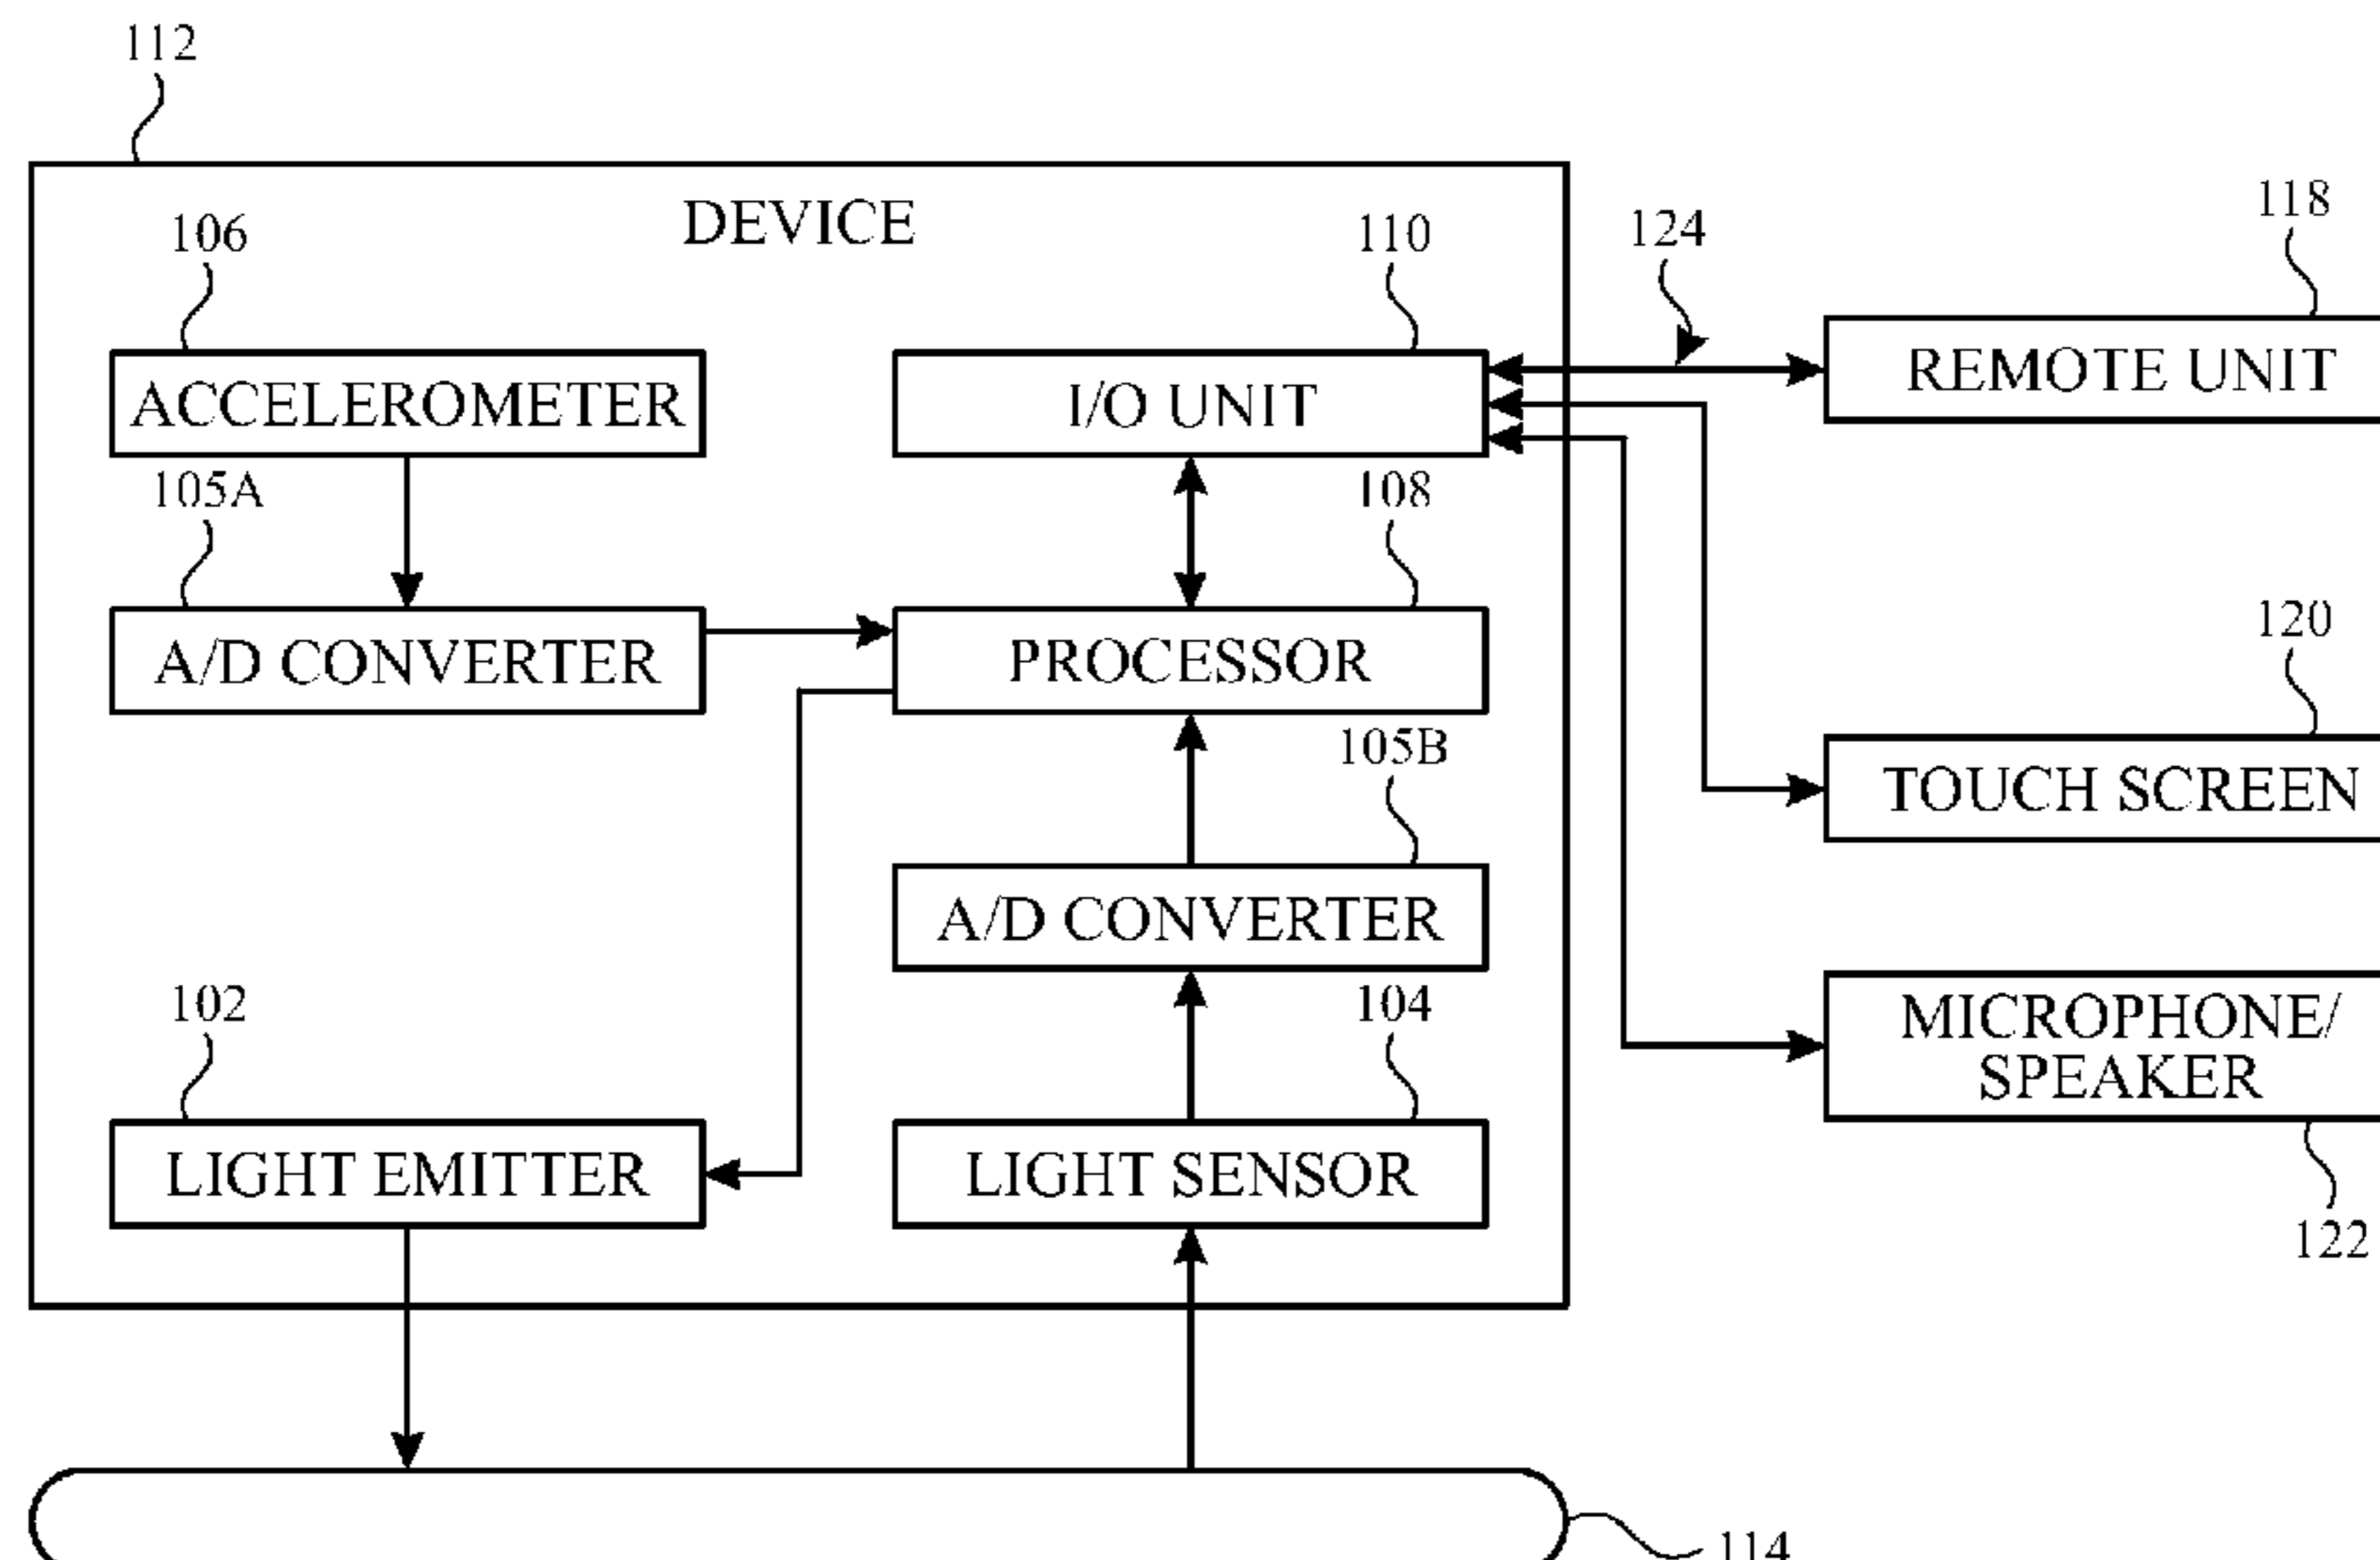 112
DEVICE
106
110
124
118
ACCELEROMETER
I/O UNIT
REMOTE UNIT
105A
108
A/D CONVERTER
PROCESSOR
120
105B
TOUCH SCREEN
A/D CONVERTER
102
104
MICROPHONE/
SPEAKER
LIGHT EMITTER
LIGHT SENSOR
122
114